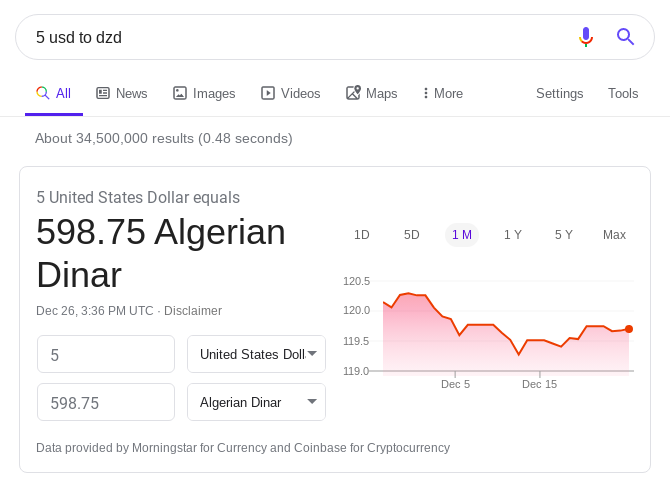 5 usd to dzd
All News Images Videos Maps More Settings Tools
About 34,500,000 results (0.48 seconds)
5 United States Dollar equals
598.75 Algerian
Dinar
Dec 26, 3:36 PM UTC · Disclaimer
5 United States Doll
598.75 Algerian Dinar
1D 5D 1 M 1 Y 5 Y Max
120.5
120.0
119.5
119.0
Dec 5 Dec 15
Data provided by Morningstar for Currency and Coinbase for Cryptocurrency